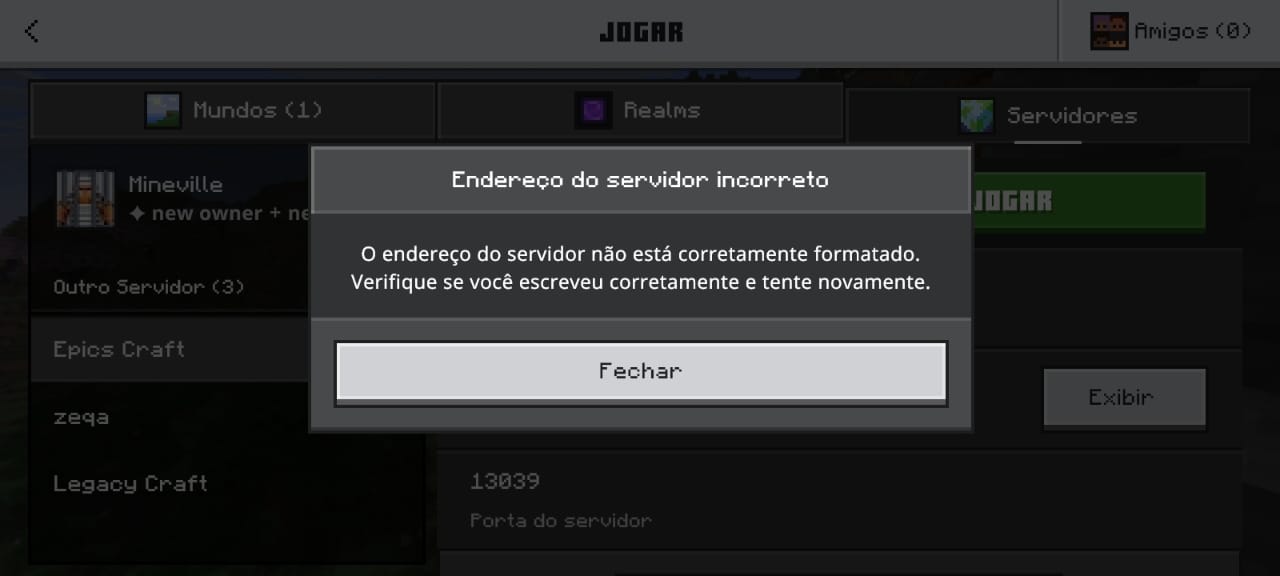 JOGAR
Amigos (0)
Mundos (1)
Realms
Servidores
Mineville
✦ new owner + ne
Outro Servidor (3)
Epics Craft
zeqa
Legacy Craft
JOGAR
Endereço do servidor incorreto
O endereço do servidor não está corretamente formatado.
Verifique se você escreveu corretamente e tente novamente.
Fechar
Exibir
13039
Porta do servidor